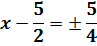 x - 5/2 = ± 5/4